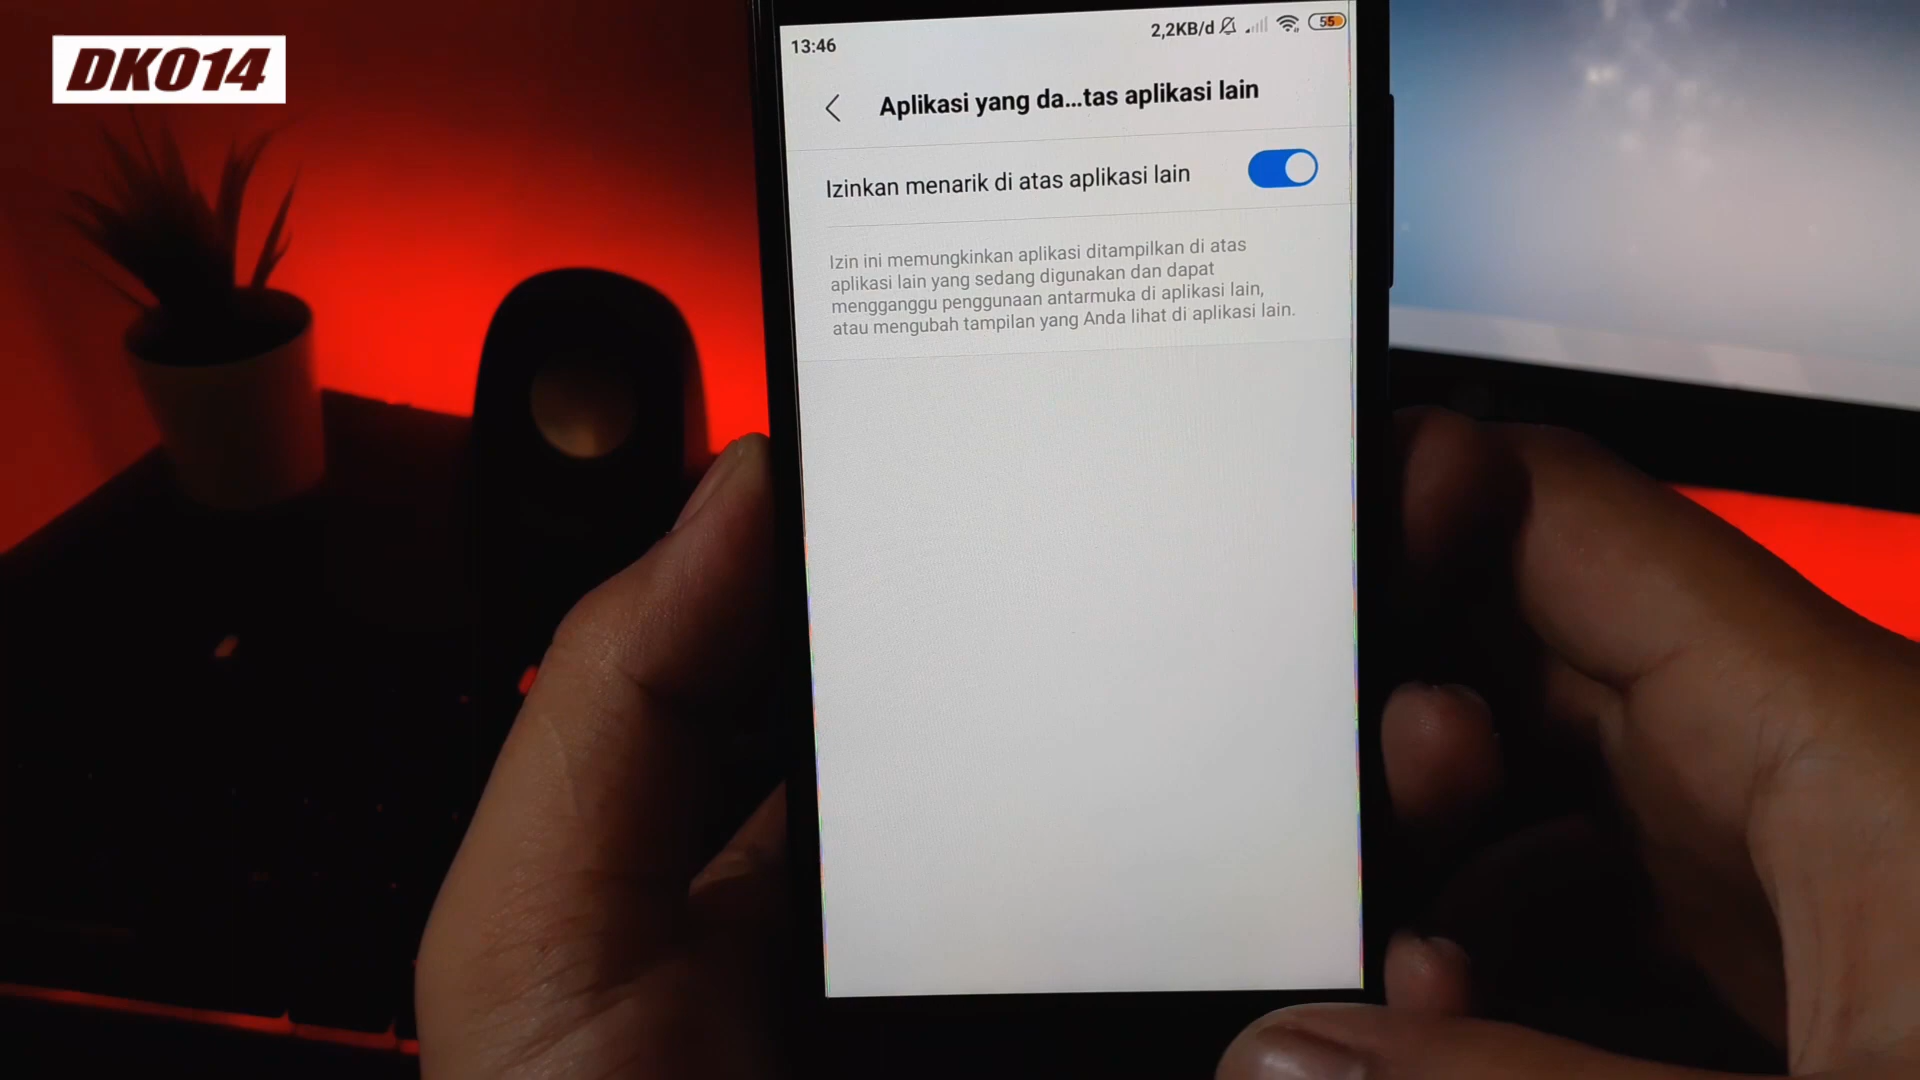 DK014
13:46 2,2KB/d 55
Aplikasi yang da...tas aplikasi lain
Izinkan menarik di atas aplikasi lain
Izin ini memungkinkan aplikasi ditampilkan di atas
aplikasi lain yang sedang digunakan dan dapat
mengganggu penggunaan antarmuka di aplikasi lain,
atau mengubah tampilan yang Anda lihat di aplikasi lain.